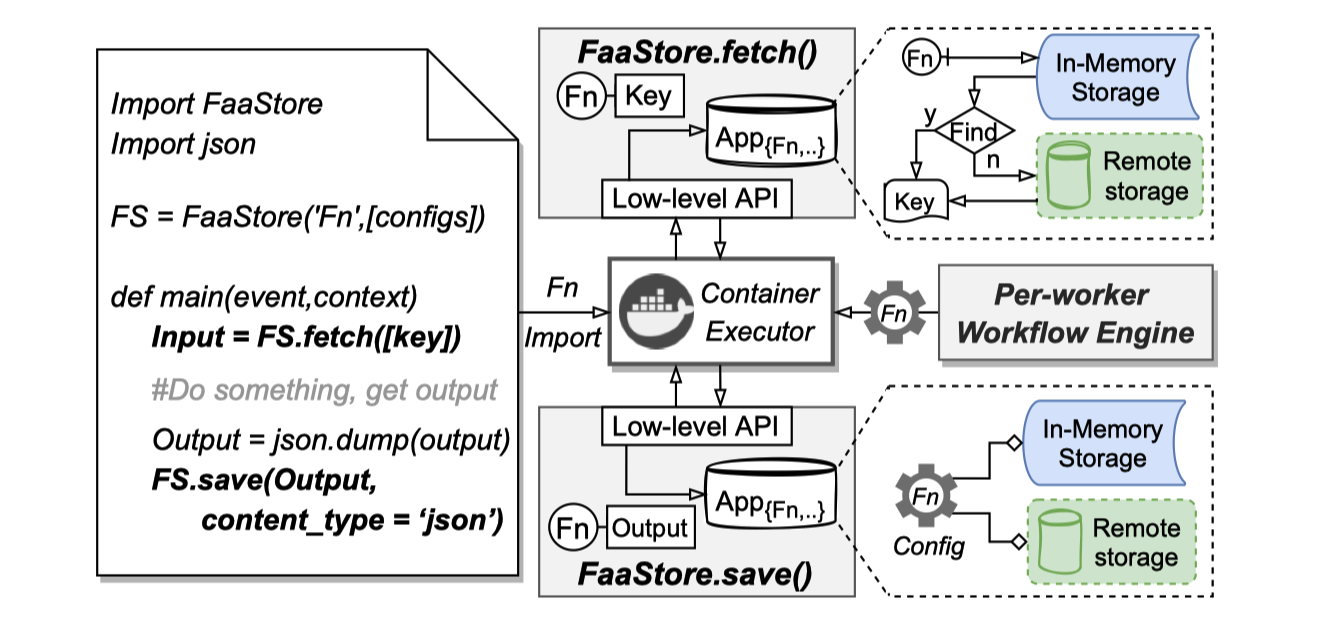 Import FaaStore
Import json
FS = FaaStore('Fn',[configs])
def main(event,context)
Input = FS.fetch([key])
#Do something, get output
Output = json.dump(output)
FS.save(Output,
content_type = ‘json’)
Fn
Import
FaaStore.fetch()
Fn
Key
App{Fn,..}
Low-level API
Container
Executor
Low-level API
App{Fn,..}
Fn
Output
FaaStore.save()
Fn
In-Memory
Storage
y
Find
n
Remote
storage
Key
Fn
Per-worker
Workflow Engine
In-Memory
Storage
Fn
Config
Remote
storage